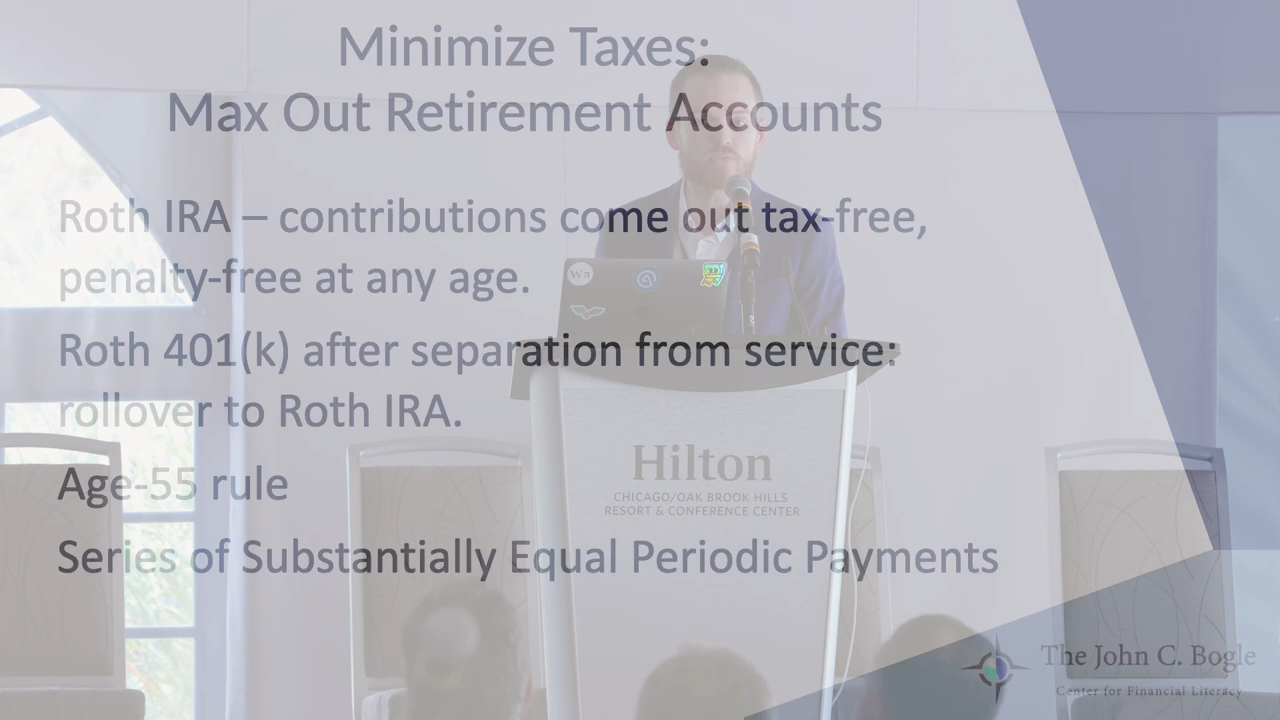 Minimize Taxes:
Max Out Retirement Accounts
Roth IRA – contributions come out tax-free,
penalty-free at any age.
Roth 401(k) after separation from service:
rollover to Roth IRA.
Age-55 rule
Series of Substantially Equal Periodic Payments
Wπ
Hilton
CHICAGO/OAK BROOK HILLS
RESORT & CONFERENCE CENTER
The John C. Bogle
Center for Financial Literacy